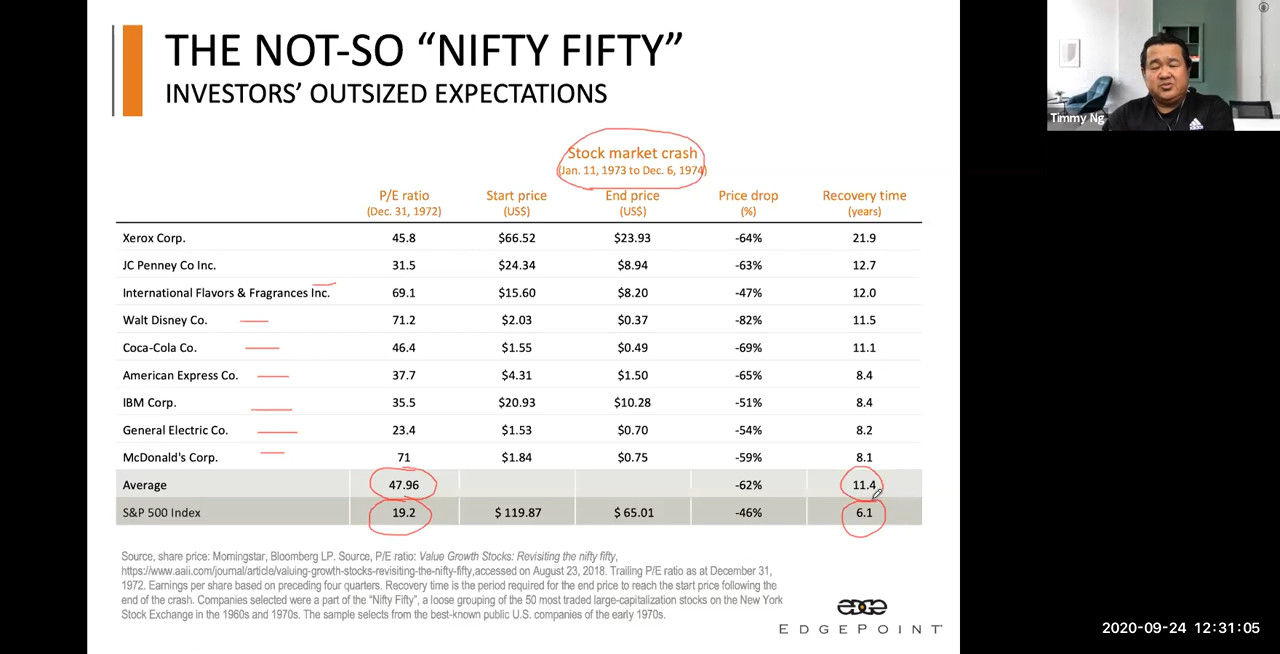 THE NOT-SO “NIFTY FIFTY”
INVESTORS’ OUTSIZED EXPECTATIONS
Timmy Ng
Stock market crash
(Jan. 11, 1973 to Dec. 6, 1974)
P/E ratio Start price End price Price drop Recovery time
(Dec. 31, 1972) (US$) (US$) (%) (years)
Xerox Corp. 45.8 $66.52 $23.93 -64% 21.9
JC Penney Co Inc. 31.5 $24.34 $8.94 -63% 12.7
International Flavors & Fragrances Inc. 69.1 $15.60 $8.20 -47% 12.0
Walt Disney Co. 71.2 $2.03 $0.37 -82% 11.5
Coca-Cola Co. 46.4 $1.55 $0.49 -69% 11.1
American Express Co. 37.7 $4.31 $1.50 -65% 8.4
IBM Corp. 35.5 $20.93 $10.28 -51% 8.4
General Electric Co. 23.4 $1.53 $0.70 -54% 8.2
McDonald's Corp. 71 $1.84 $0.75 -59% 8.1
Average 47.96 -62% 11.4
S&P 500 Index 19.2 $ 119.87 $ 65.01 -46% 6.1
Source, share price: Morningstar, Bloomberg LP. Source, P/E ratio: Value Growth Stocks: Revisiting the nifty fifty,
https://www.aaii.com/journal/article/valuing-growth-stocks-revisiting-the-nifty-fifty,accessed on August 23, 2018. Trailing P/E ratio as at December 31,
1972. Earnings per share based on preceding four quarters. Recovery time is the period required for the end price to reach the start price following the
end of the crash. Companies selected were a part of the “Nifty Fifty”, a loose grouping of the 50 most traded large-capitalization stocks on the New York
Stock Exchange in the 1960s and 1970s. The sample selects from the best-known public U.S. companies of the early 1970s.
edge
EDGEPOINT
2020-09-24 12:31:05